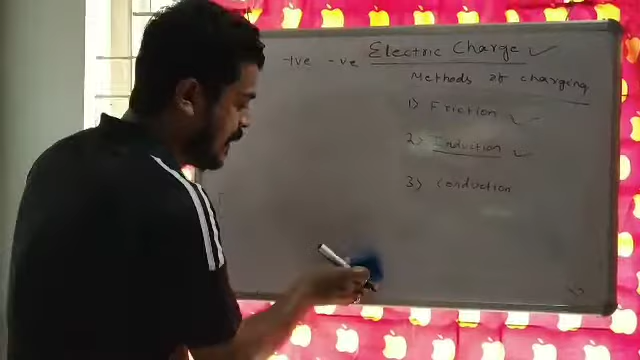 +ve -ve Electric Charge ✓
Methods of charging
1) Friction ✓
2) Induction ✓
3) Conduction